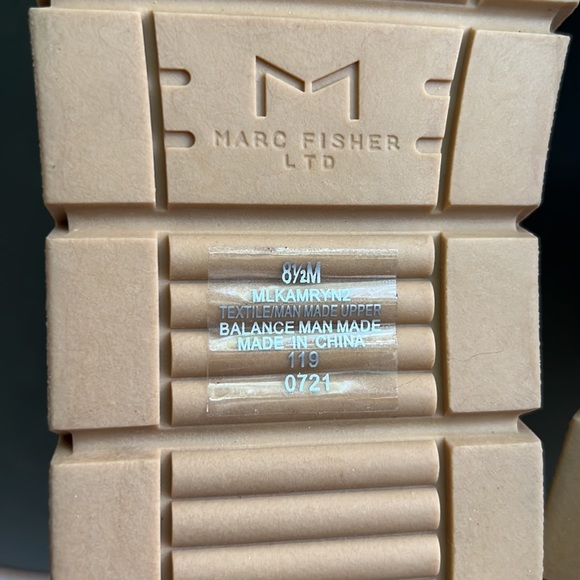 M
MARC FISHER
LTD
8½M
MLKAMRYN2
TEXTILE/MAN MADE UPPER
BALANCE MAN MADE
MADE IN CHINA
119
0721